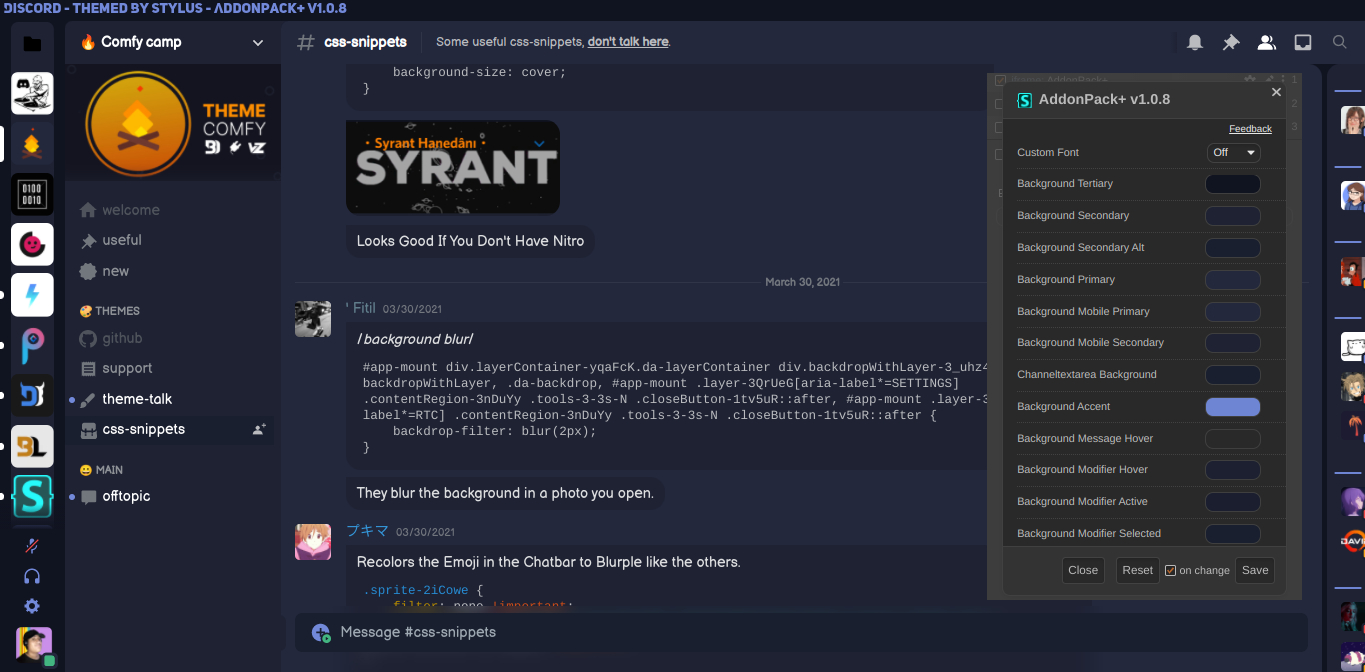 DISCORD - THEMED BY STYLUS - ADDONPACK+ V1.0.8
🔥 Comfy camp
THEME
COMFY
welcome
useful
new
🎨 THEMES
github
support
theme-talk
css-snippets
😀 MAIN
offtopic
0100
0010
css-snippets
Some useful css-snippets, don't talk here.
background-size: cover;
}
Syrant Hanedânı
SYRANT
Looks Good If You Don't Have Nitro
March 30, 2021
' Fitil 03/30/2021
/background blur/
#app-mount div.layerContainer-yqaFcK.da-layerContainer div.backdropWithLayer-3_uhz4
backdropWithLayer, .da-backdrop, #app-mount .layer-3QrUeG[aria-label*=SETTINGS]
.contentRegion-3nDuYy .tools-3-3s-N .closeButton-1tv5uR::after, #app-mount .layer-3
label*=RTC] .contentRegion-3nDuYy .tools-3-3s-N .closeButton-1tv5uR::after {
backdrop-filter: blur(2px);
}
They blur the background in a photo you open.
プキマ 03/30/2021
Recolors the Emoji in the Chatbar to Blurple like the others.
.sprite-2iCowe {
filter: none !important;
Message #css-snippets
AddonPack+ v1.0.8
Feedback
Custom Font Off
Background Tertiary
Background Secondary
Background Secondary Alt
Background Primary
Background Mobile Primary
Background Mobile Secondary
Channeltextarea Background
Background Accent
Background Message Hover
Background Modifier Hover
Background Modifier Active
Background Modifier Selected
Close Reset on change Save
1
2
3